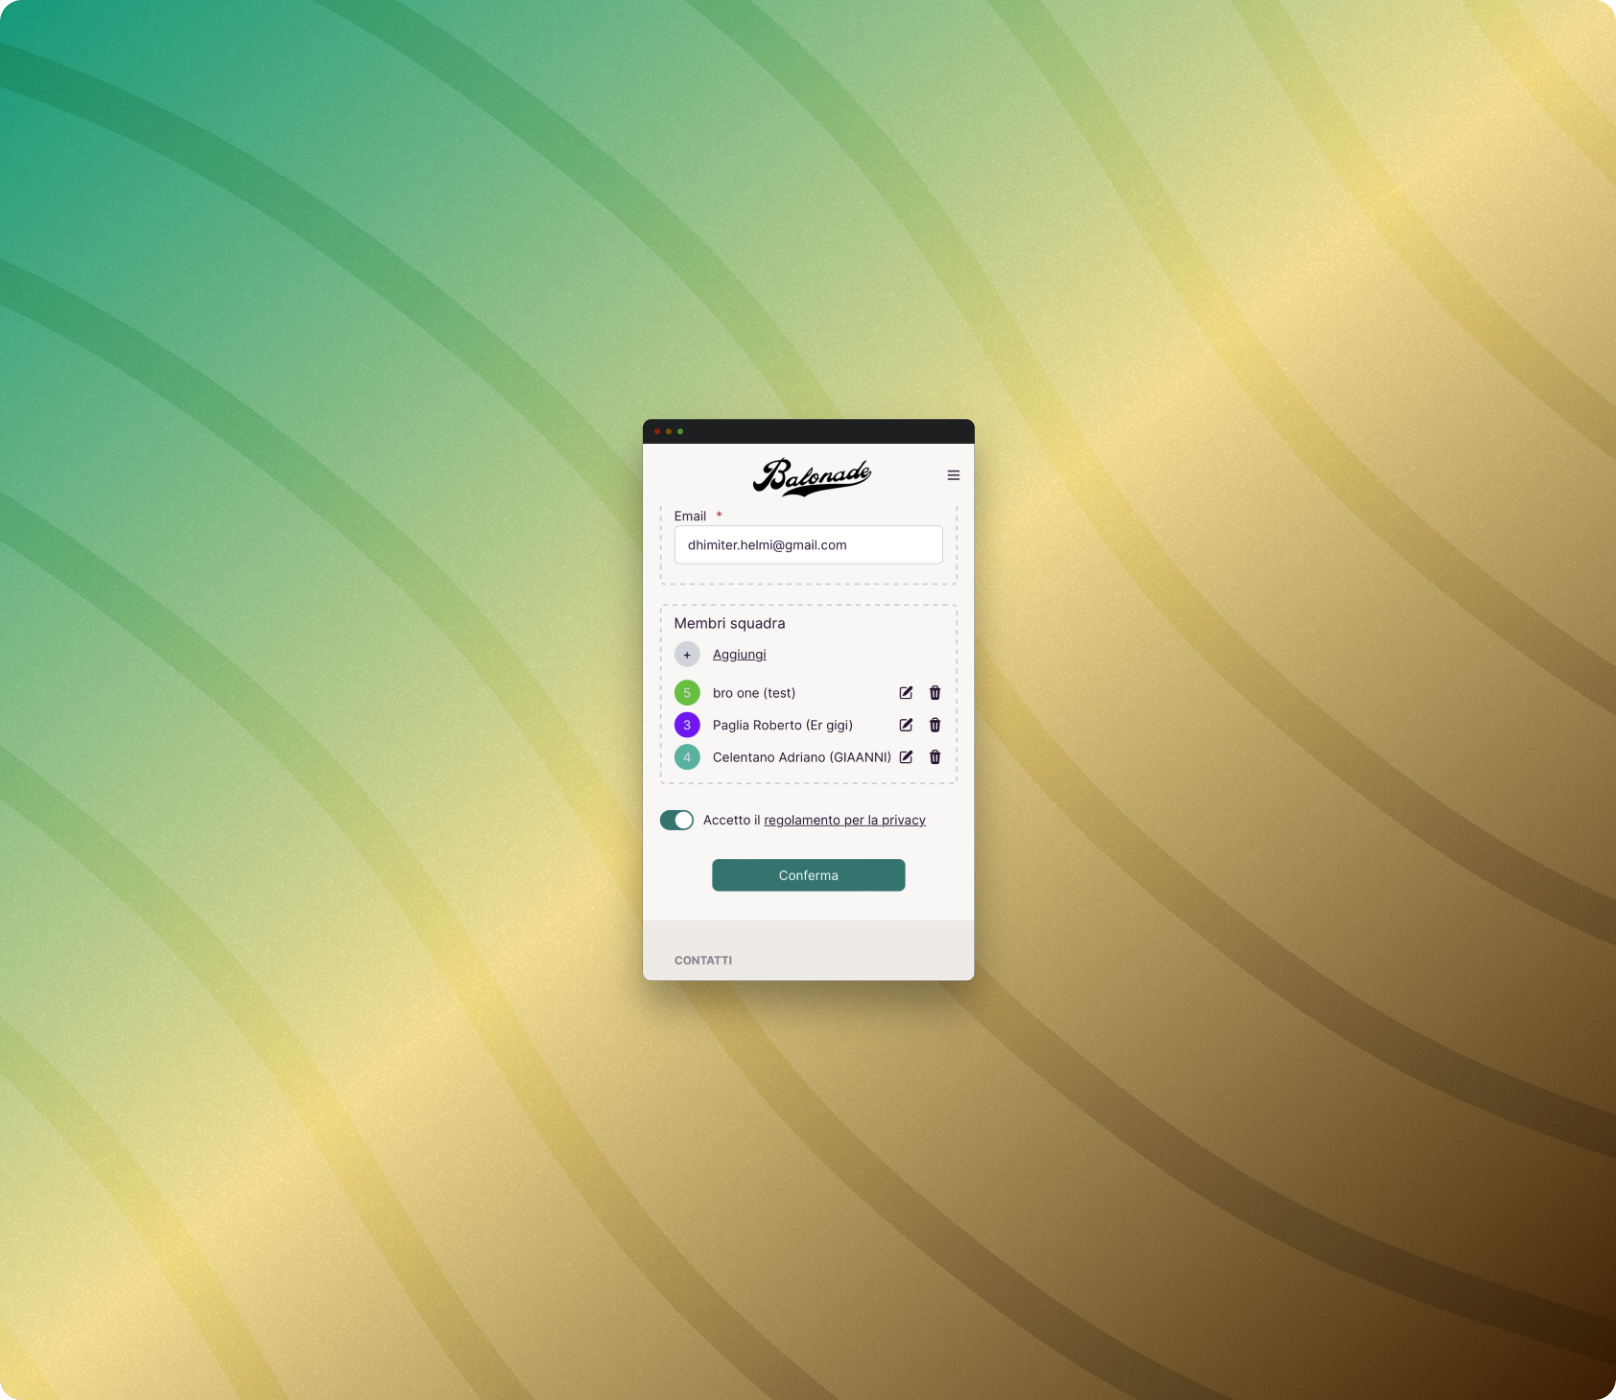 Balonade
Email *
dhimiter.helmi@gmail.com
Membri squadra
+ Aggiungi
5 bro one (test)
3 Paglia Roberto (Er gigi)
4 Celentano Adriano (GIAANNI)
Accetto il regolamento per la privacy
Conferma
CONTATTI